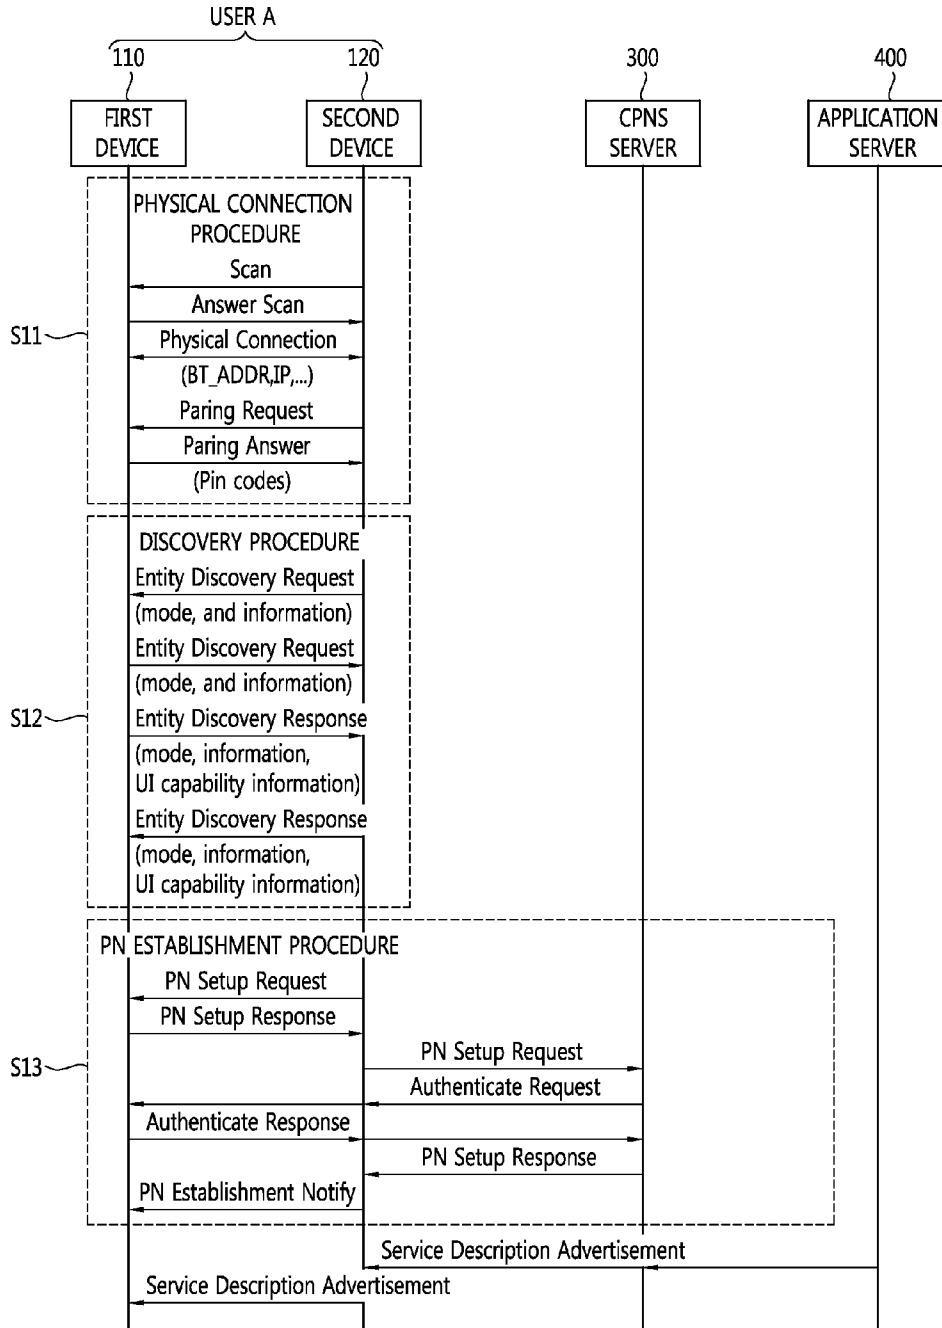 USER A
110
120
300
400
FIRST
DEVICE
SECOND
DEVICE
CPNS
SERVER
APPLICATION
SERVER
PHYSICAL CONNECTION
PROCEDURE
Scan
Answer Scan
S11
Physical Connection
(BT_ADDR,IP,...)
Paring Request
Paring Answer
(Pin codes)
DISCOVERY PROCEDURE
Entity Discovery Request
(mode, and information)
Entity Discovery Request
(mode, and information)
S12
Entity Discovery Response
(mode, information,
UI capability information)
Entity Discovery Response
(mode, information,
UI capability information)
PN ESTABLISHMENT PROCEDURE
PN Setup Request
PN Setup Response
PN Setup Request
S13
Authenticate Request
Authenticate Response
PN Setup Response
PN Establishment Notify
Service Description Advertisement
Service Description Advertisement